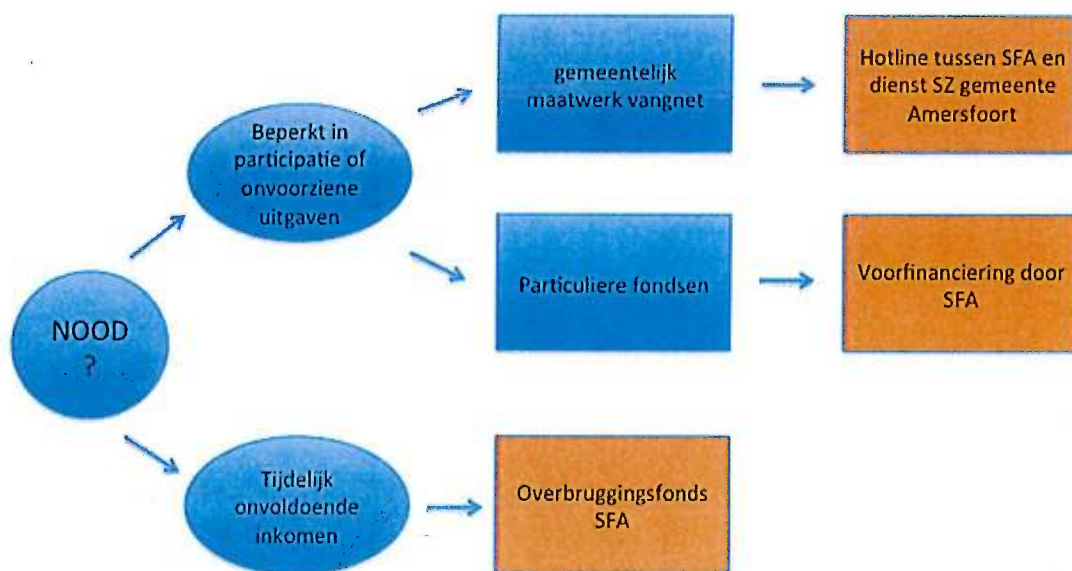 gemeentelijk
maatwerk vangnet
Hotline tussen SFA en
dienst SZ gemeente
Amersfoort
Beperkt in
participatie of
onvoorziene
uitgaven
Particuliere fondsen
Voorfinanciering door
SFA
NOOD
?
Tijdelijk
onvoldoende
inkomen
Overbruggingsfonds
SFA